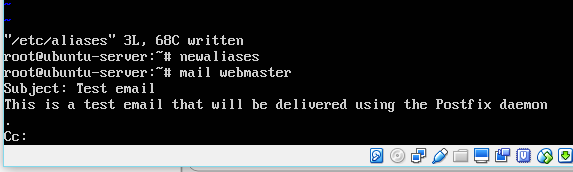 ~
~
"/etc/aliases" 3L, 68C written
root@ubuntu-server:~# newaliases
root@ubuntu-server:~# mail webmaster
Subject: Test email
This is a test email that will be delivered using the Postfix daemon
.
Cc: